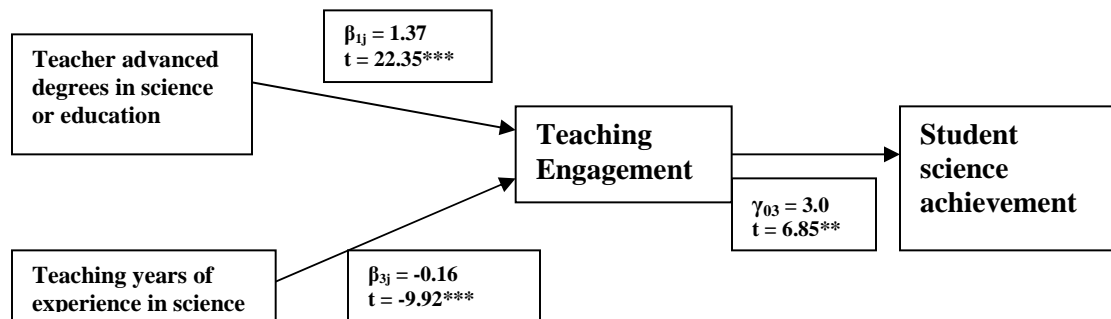 β1j = 1.37
t = 22.35***
Teacher advanced
degrees in science
or education
Teaching
Engagement
Student
science
achievement
γ03 = 3.0
t = 6.85**
Teaching years of
experience in science
β3j = -0.16
t = -9.92***